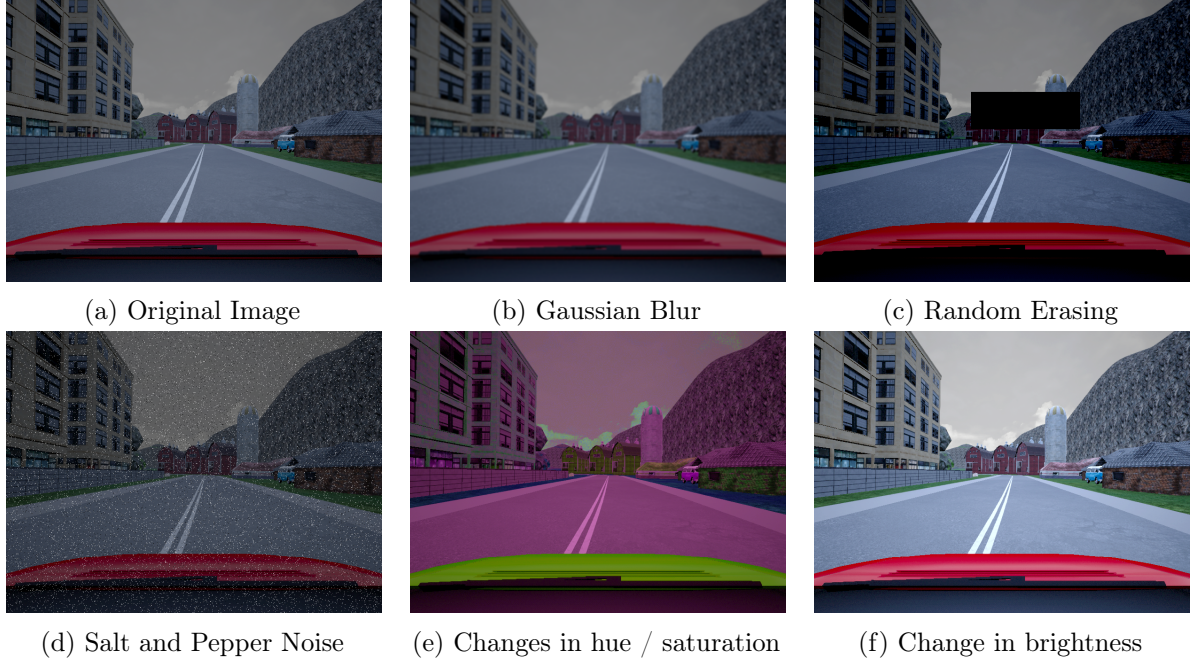 (a) Original Image
(b) Gaussian Blur
(c) Random Erasing
(d) Salt and Pepper Noise
(e) Changes in hue / saturation
(f) Change in brightness